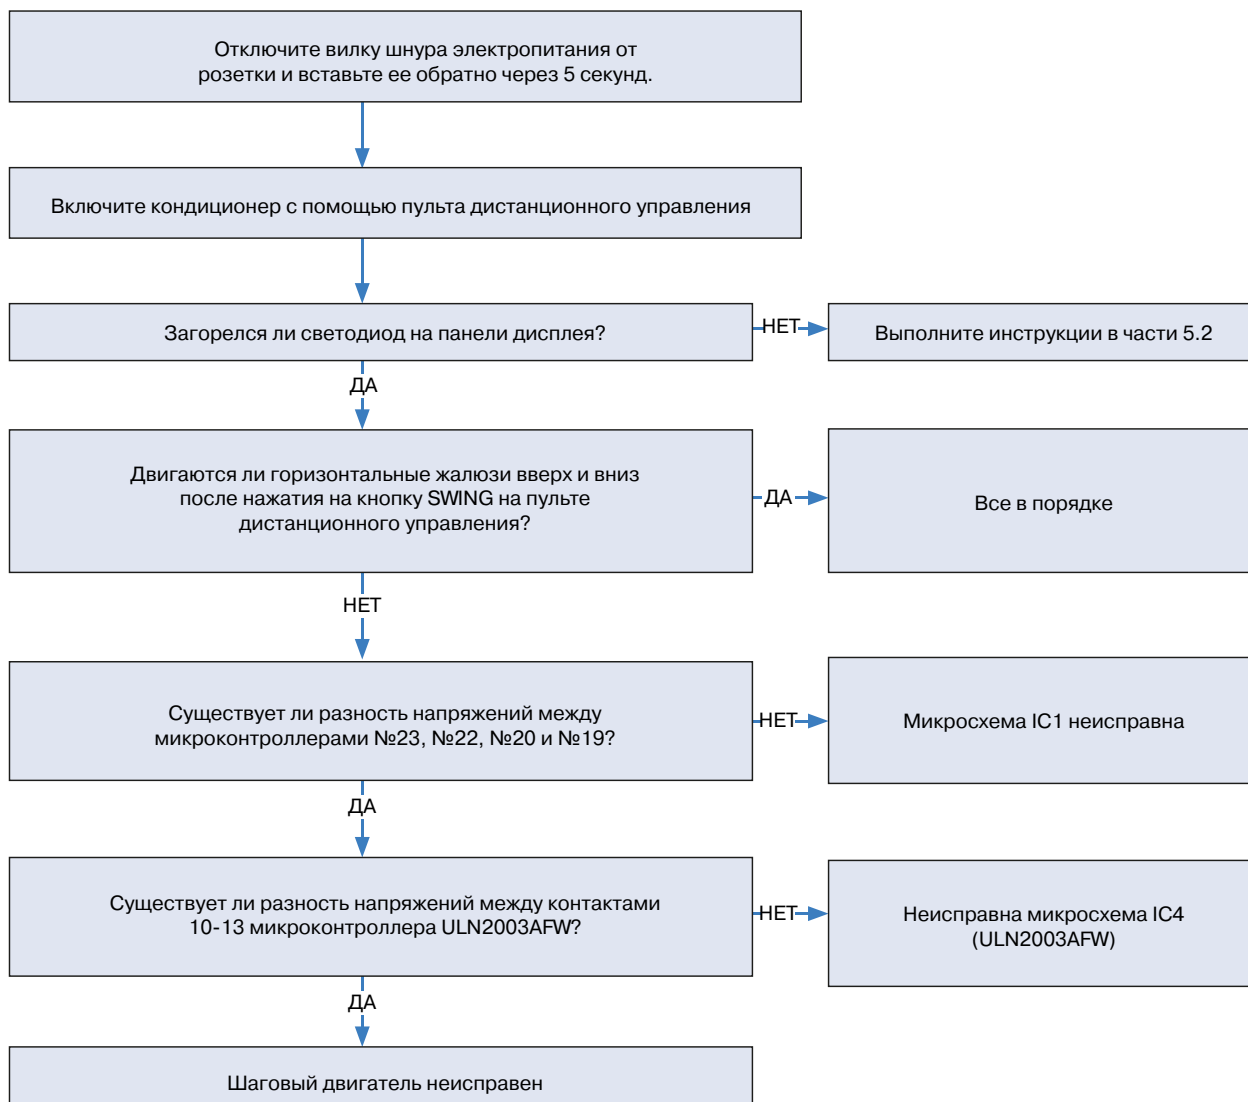 Отключите вилку шнура электропитания от
розетки и вставьте ее обратно через 5 секунд.
Включите кондиционер с помощью пульта дистанционного управления
Загорелся ли светодиод на панели дисплея?
НЕТ
Выполните инструкции в части 5.2
ДА
Двигаются ли горизонтальные жалюзи вверх и вниз
после нажатия на кнопку SWING на пульте
дистанционного управления?
ДА
Все в порядке
НЕТ
Существует ли разность напряжений между
микроконтроллерами №23, №22, №20 и №19?
НЕТ
Микросхема IC1 неисправна
ДА
Существует ли разность напряжений между контактами
10-13 микроконтроллера ULN2003AFW?
НЕТ
Неисправна микросхема IC4
(ULN2003AFW)
ДА
Шаговый двигатель неисправен